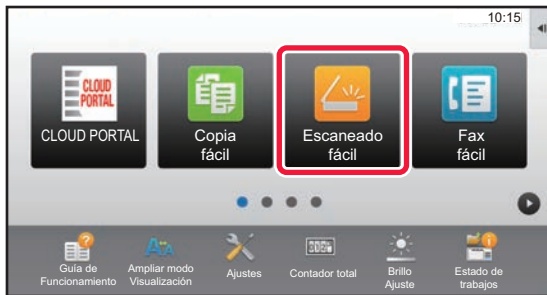 10:15
CLOUD
PORTAL
CLOUD PORTAL
Copia
fácil
Escaneado
fácil
Fax
fácil
Guía de
Funcionamiento
Ampliar modo
Visualización
Ajustes
Contador total
Brillo
Ajuste
Estado de
trabajos